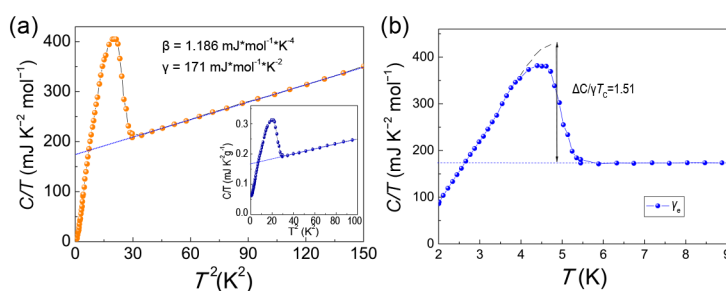 (a)
β = 1.186 mJ*mol⁻¹*K⁻⁴
γ = 171 mJ*mol⁻¹*K⁻²
C/T (mJ K⁻² mol⁻¹)
400
300
200
100
0
0 30 60 90 120 150
T²(K²)
C/T (mJ K⁻²g⁻¹)
0.3
0.2
0.1
0.0
0 20 40 60 80 100
T² (K²)
(b)
C/T (mJ K⁻² mol⁻¹)
500
400
300
200
100
0
2 3 4 5 6 7 8 9
T (K)
ΔC/γT_C=1.51
γ_e